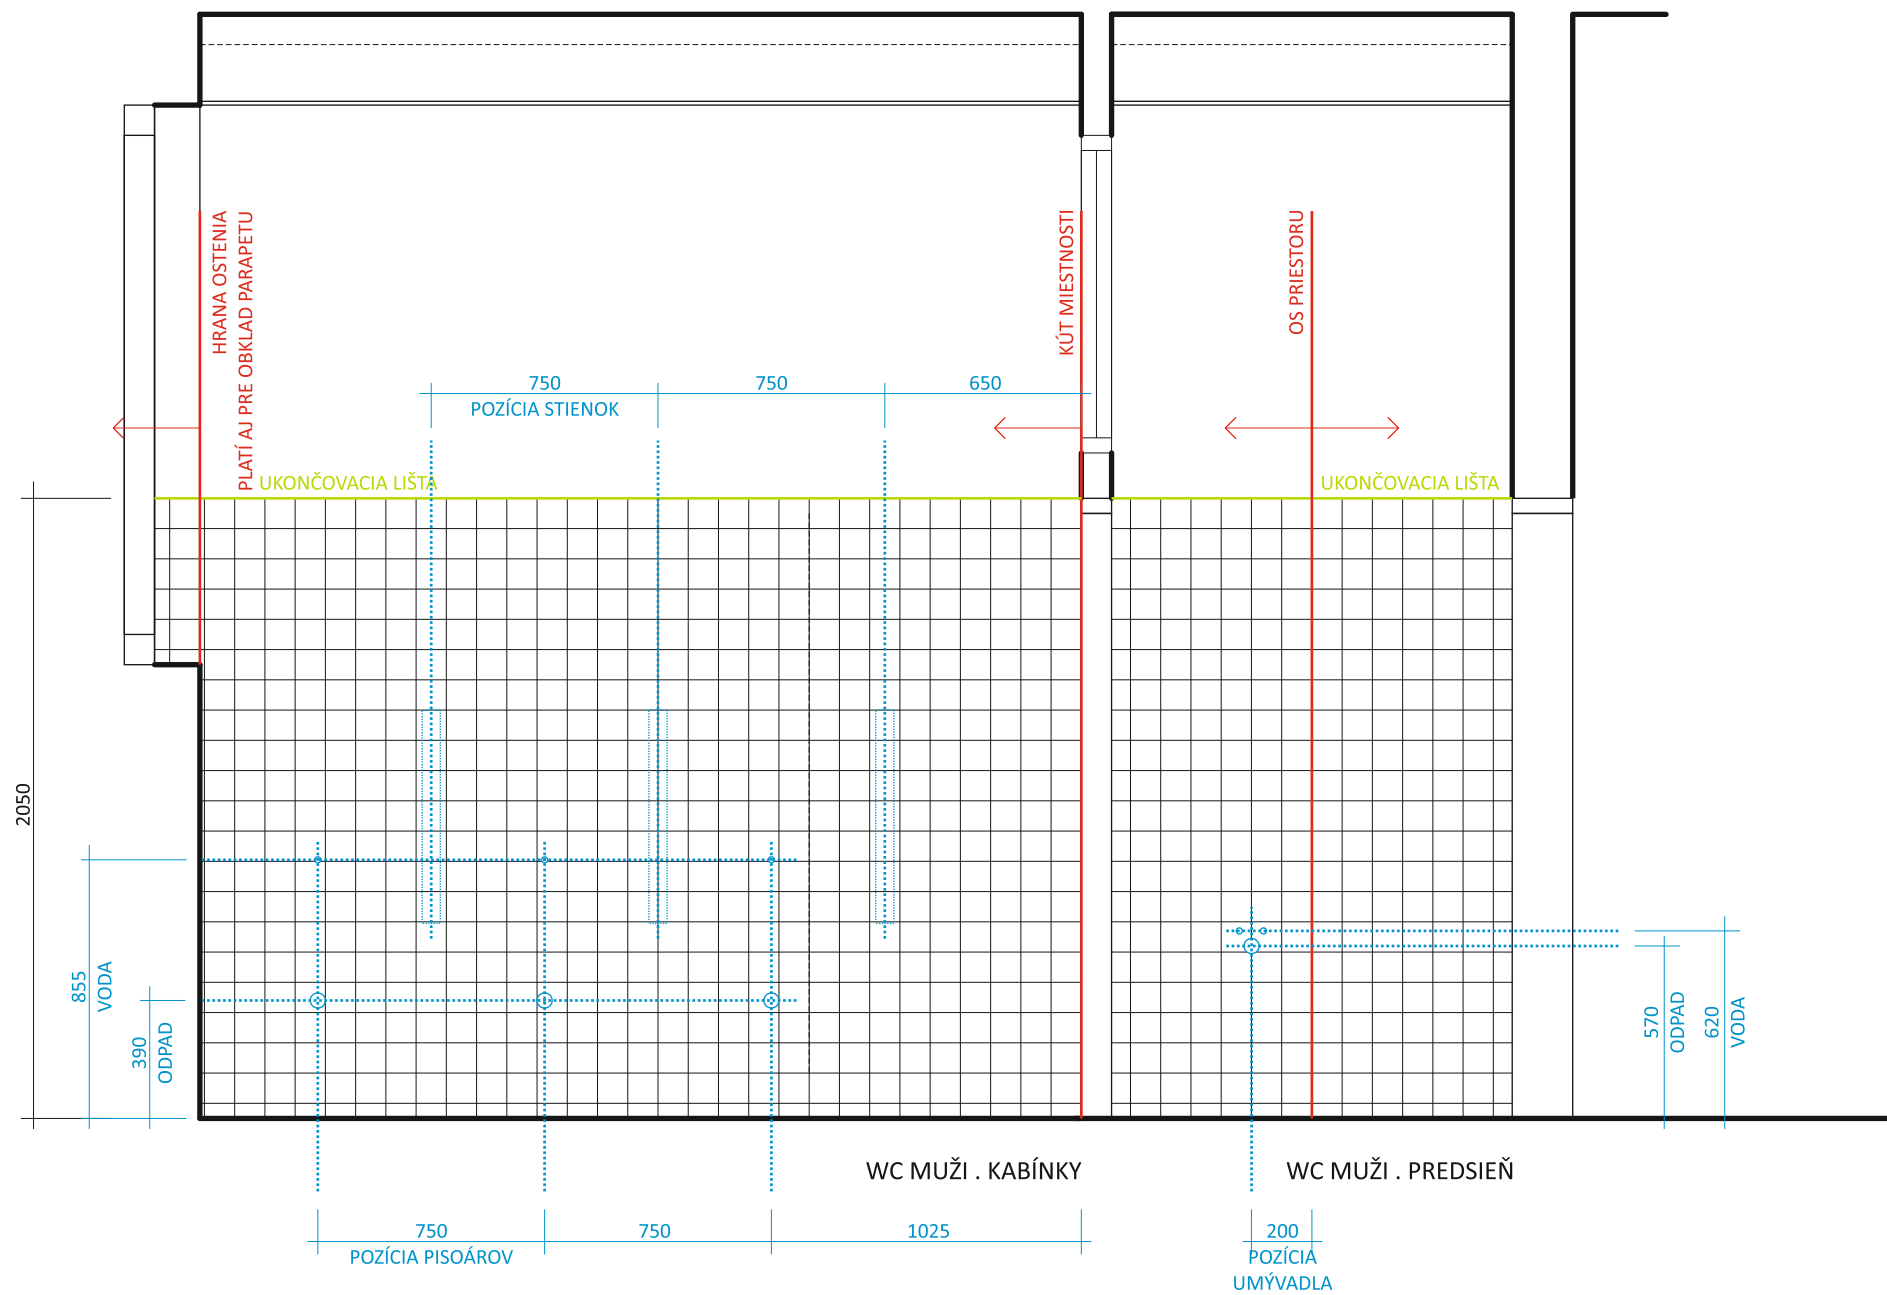 HRANA OSTENIA
PLATÍ AJ PRE OBKLAD PARAPETU
KÚT MIESTNOSTI
OS PRIESTORU
750
750
650
POZÍCIA STIENOK
UKONČOVACIA LIŠTA
UKONČOVACIA LIŠTA
2050
855
VODA
390
ODPAD
570
ODPAD
620
VODA
WC MUŽI . KABÍNKY
WC MUŽI . PREDSIEŇ
750
750
1025
200
POZÍCIA PISOÁROV
POZÍCIA
UMÝVADLA